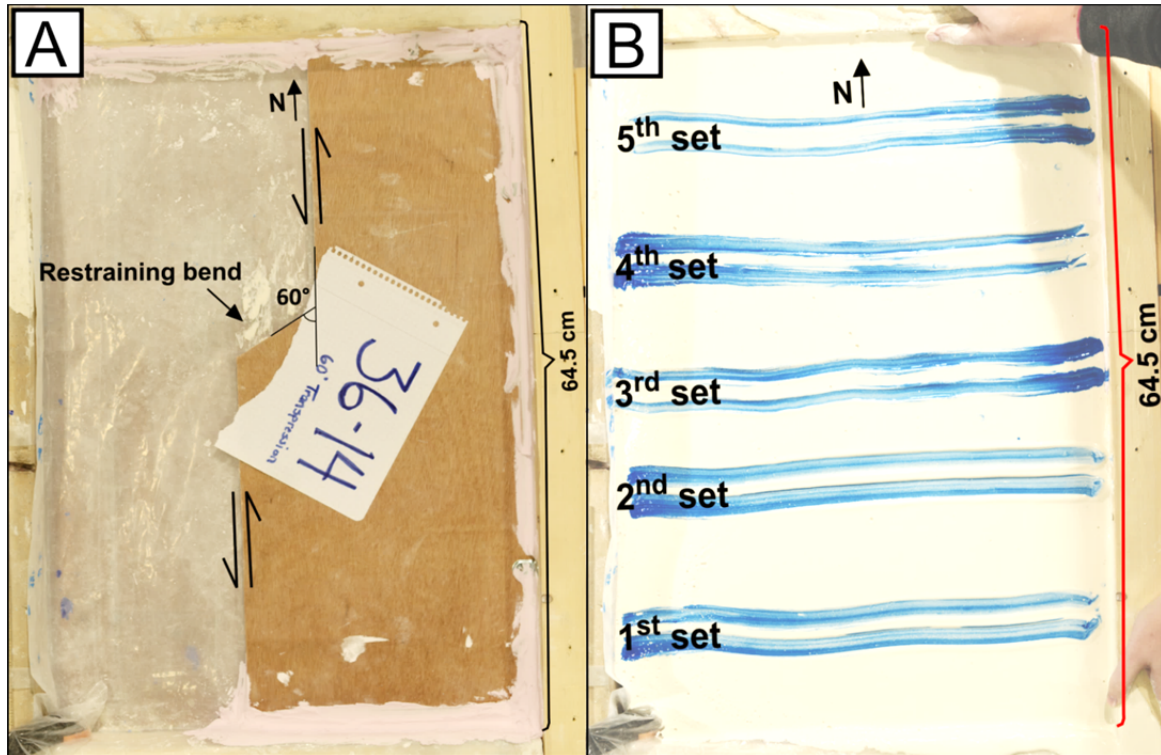 A
N
Restraining bend
60°
36-14
60° Transpression
64.5 cm
B
N
5th set
4th set
3rd set
2nd set
1st set
64.5 cm